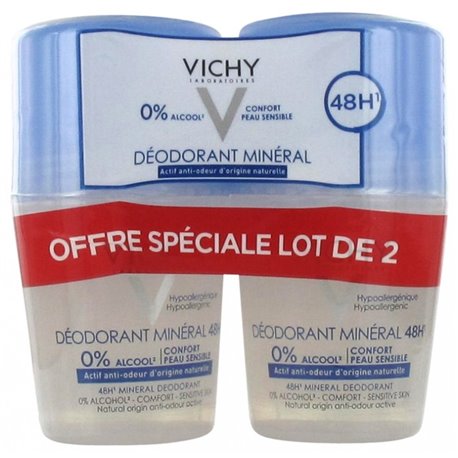 VICHY
LABORATOIRES
0% ALCOOL² CONFORT PEAU SENSIBLE
48H¹
DÉODORANT MINÉRAL
Actif anti-odeur d'origine naturelle
OFFRE SPÉCIALE LOT DE 2
Hypoallergénique
Hypoallergenic
DÉODORANT MINÉRAL 48H
0% ALCOOL² CONFORT PEAU SENSIBLE
Actif anti-odeur d'origine naturelle
48H¹ MINERAL DEODORANT
0% ALCOHOL² - COMFORT - SENSITIVE SKIN
Natural origin anti-odour active
Hypoallergénique
Hypoallergenic
DÉODORANT MINÉRAL 48H¹
0% ALCOOL² CONFORT PEAU SENSIBLE
Actif anti-odeur d'origine naturelle
48H¹ MINERAL DEODORANT
0% ALCOHOL² - COMFORT - SENSITIVE SKIN
Natural origin anti-odour active